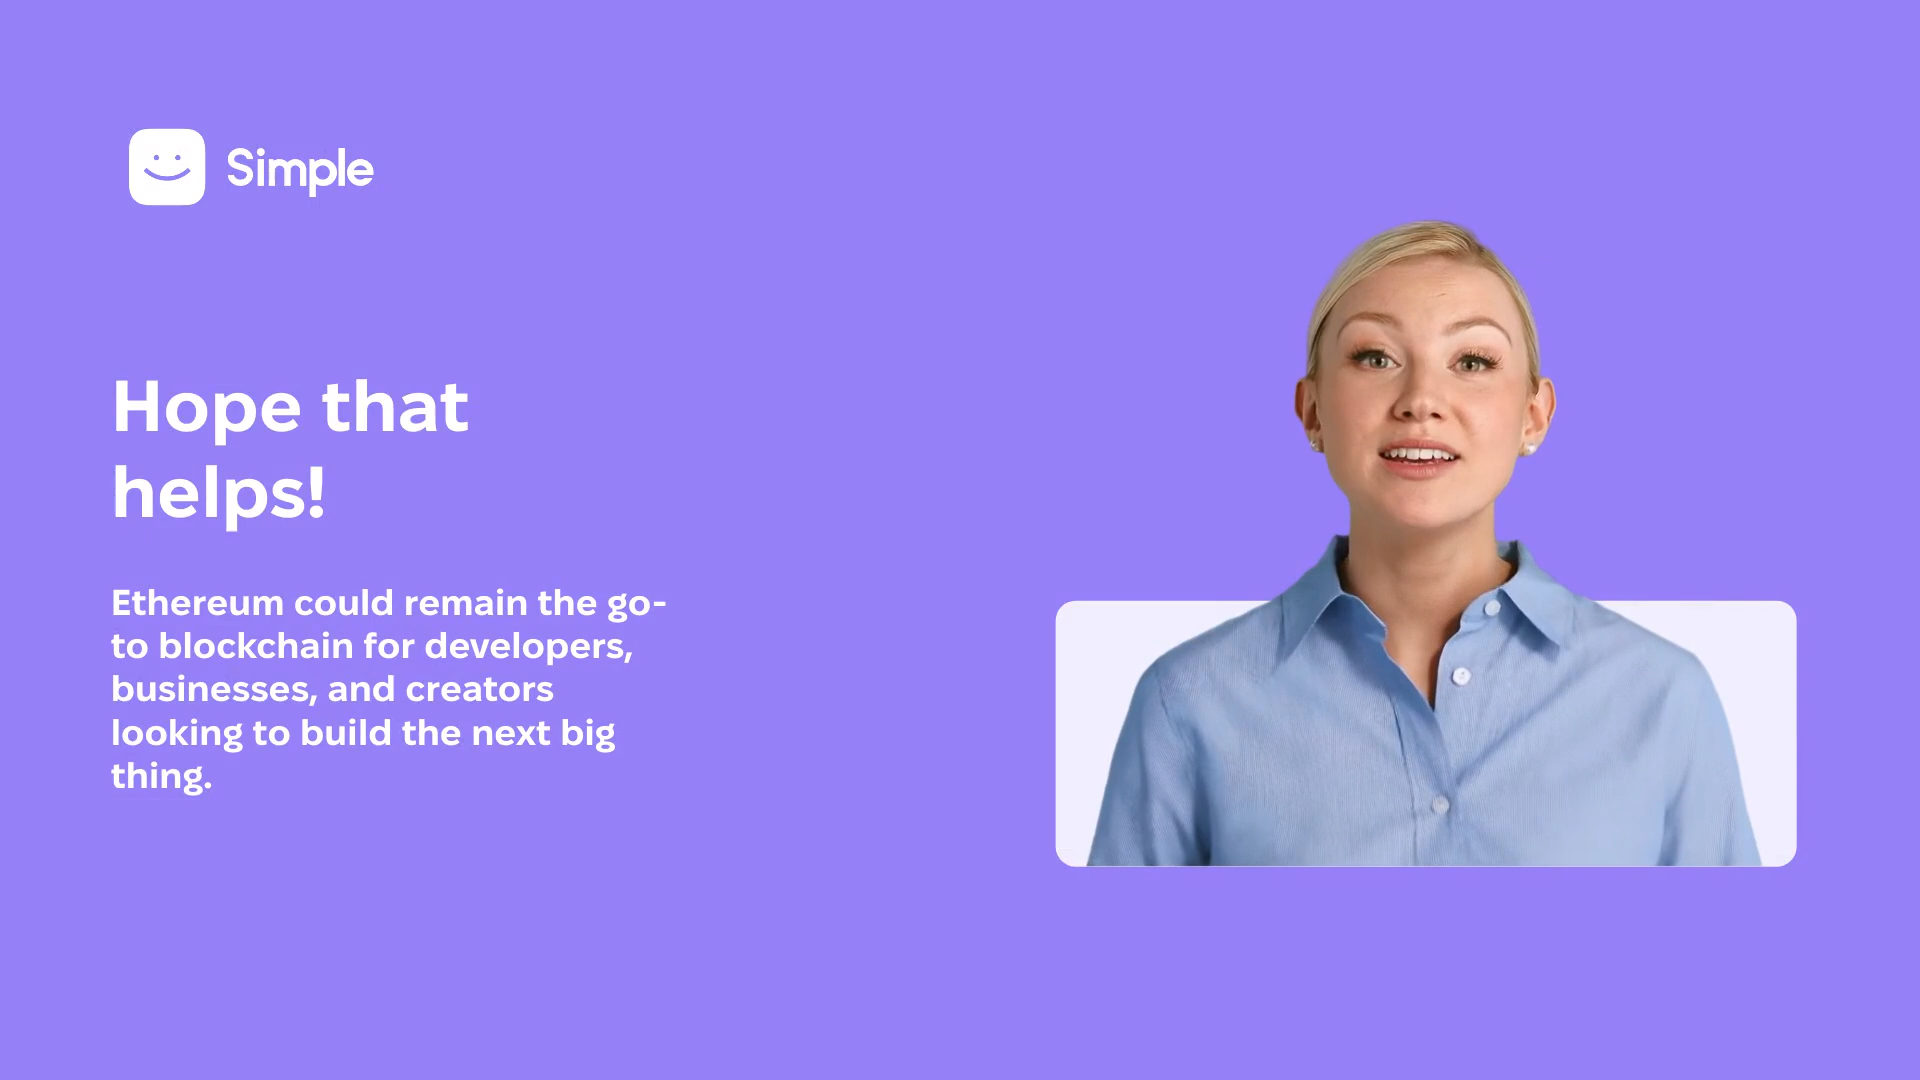 Simple
Hope that
helps!
Ethereum could remain the go-
to blockchain for developers,
businesses, and creators
looking to build the next big
thing.